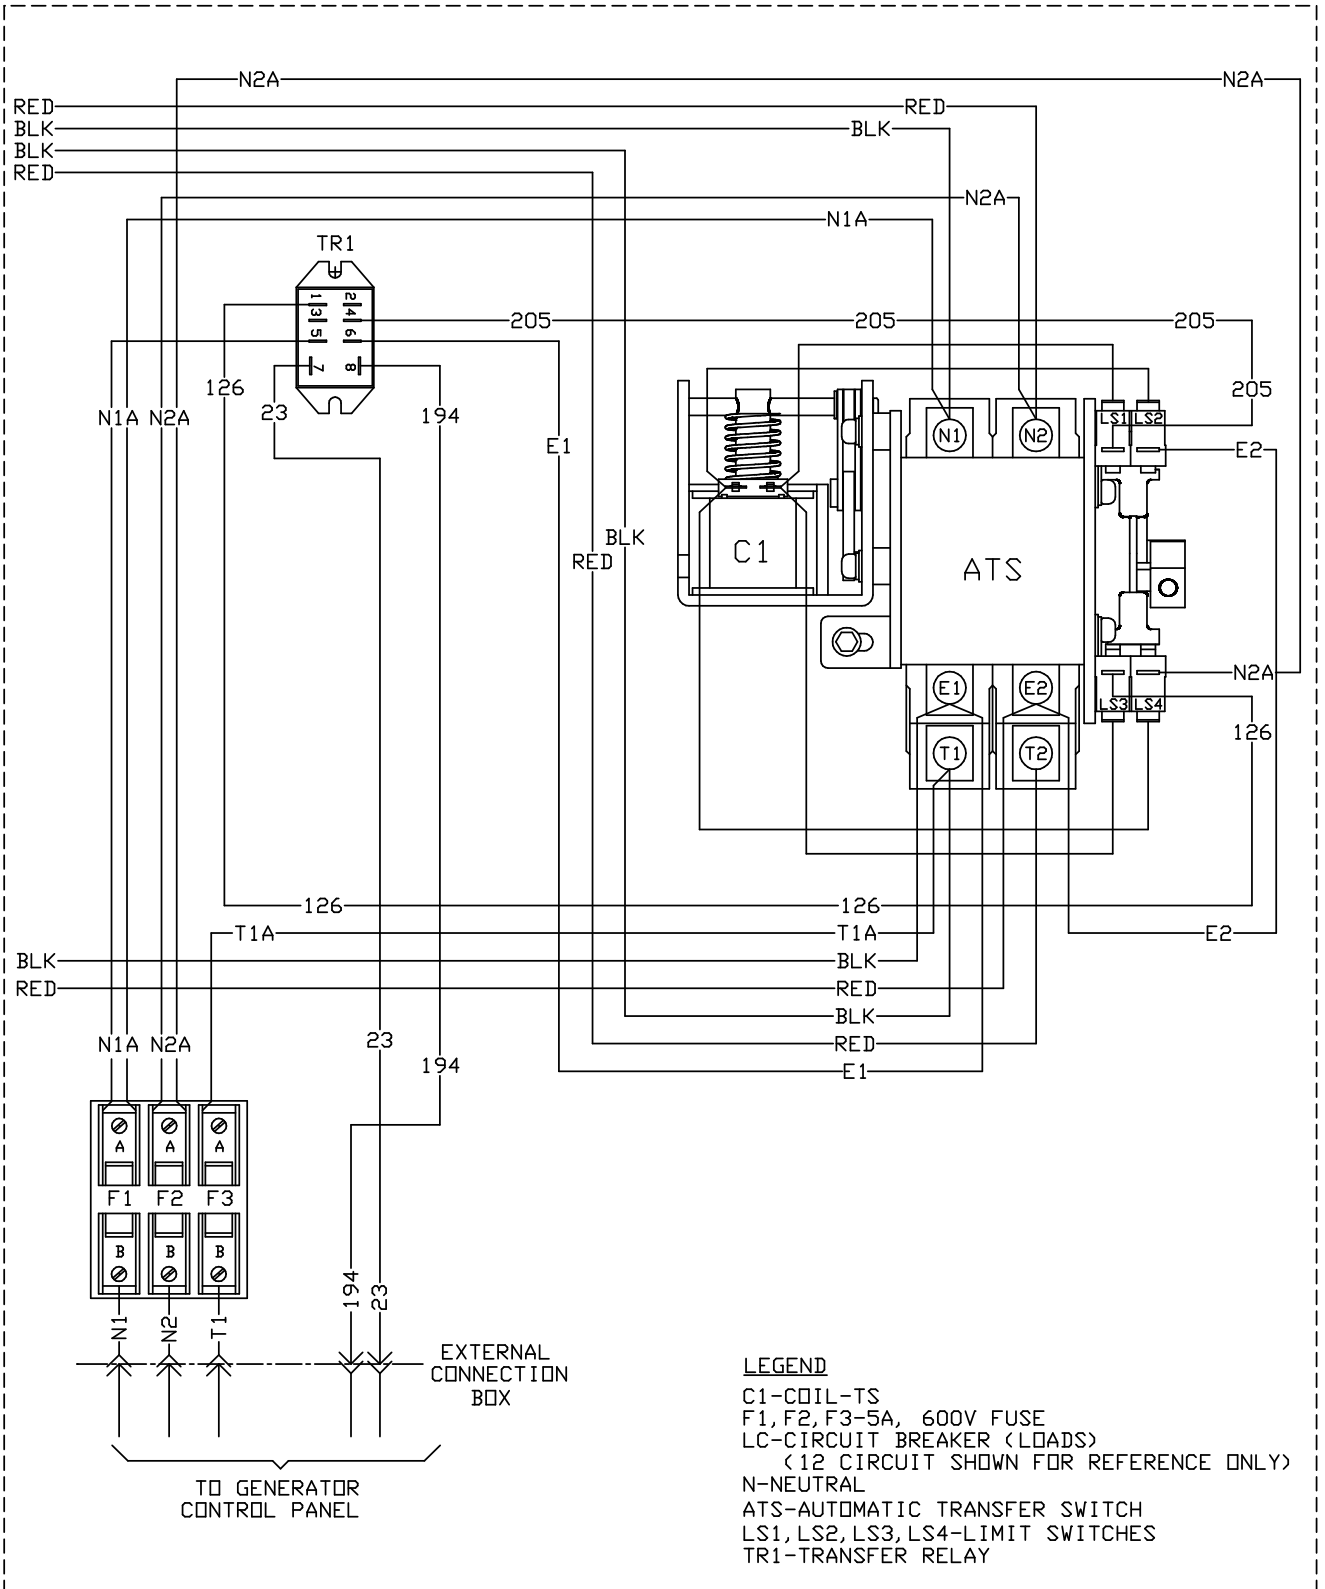 N2A N2A
RED RED
BLK BLK
BLK
RED
N2A
N1A
TR1
1 2
3 4
5 6
7 8
205 205 205
126
205
23
194
N1A N2A
E1
LS1 LS2
N1 N2
E2
BLK
RED
C1
ATS
N2A
E1 E2
LS3 LS4
126
T1 T2
126 126
T1A T1A
E2
BLK BLK
RED RED
BLK
23
N1A N2A
RED
194
E1
A A A
F1 F2 F3
B B B
194
23
N1
N2
T1
EXTERNAL
CONNECTION
BOX
TO GENERATOR
CONTROL PANEL
LEGEND
C1-COIL-TS
F1,F2,F3-5A, 600V FUSE
LC-CIRCUIT BREAKER (LOADS)
(12 CIRCUIT SHOWN FOR REFERENCE ONLY)
N-NEUTRAL
ATS-AUTOMATIC TRANSFER SWITCH
LS1,LS2,LS3,LS4-LIMIT SWITCHES
TR1-TRANSFER RELAY